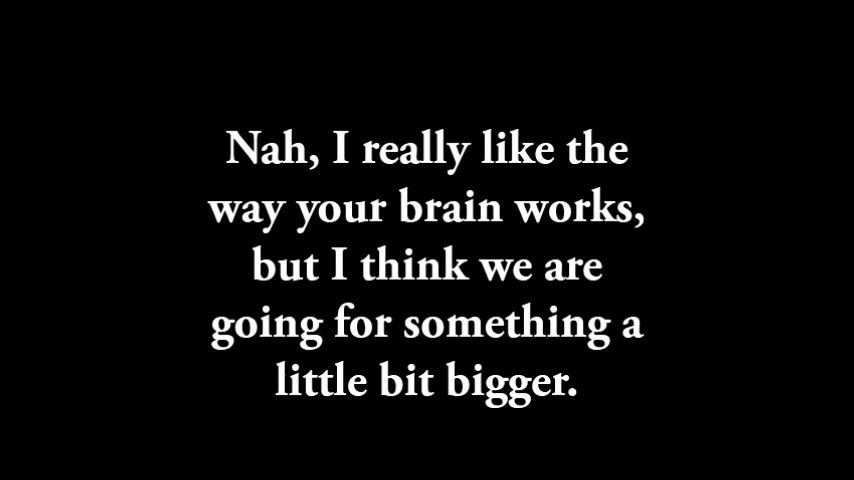 Nah, I really like the
way your brain works,
but I think we are
going for something a
little bit bigger.